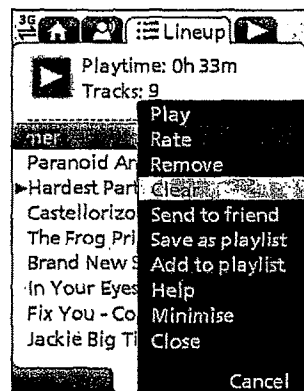 3G
Lineup
Playtime: 0h 33m
Tracks: 9
mer
Paranoid An
Hardest Part
Castellorizo
The Frog Pri
Brand New S
In Your Eyes
Fix You - Co
Jackie Big Ti
Play
Rate
Remove
Clear
Send to friend
Save as playlist
Add to playlist
Help
Minimise
Close
Cancel